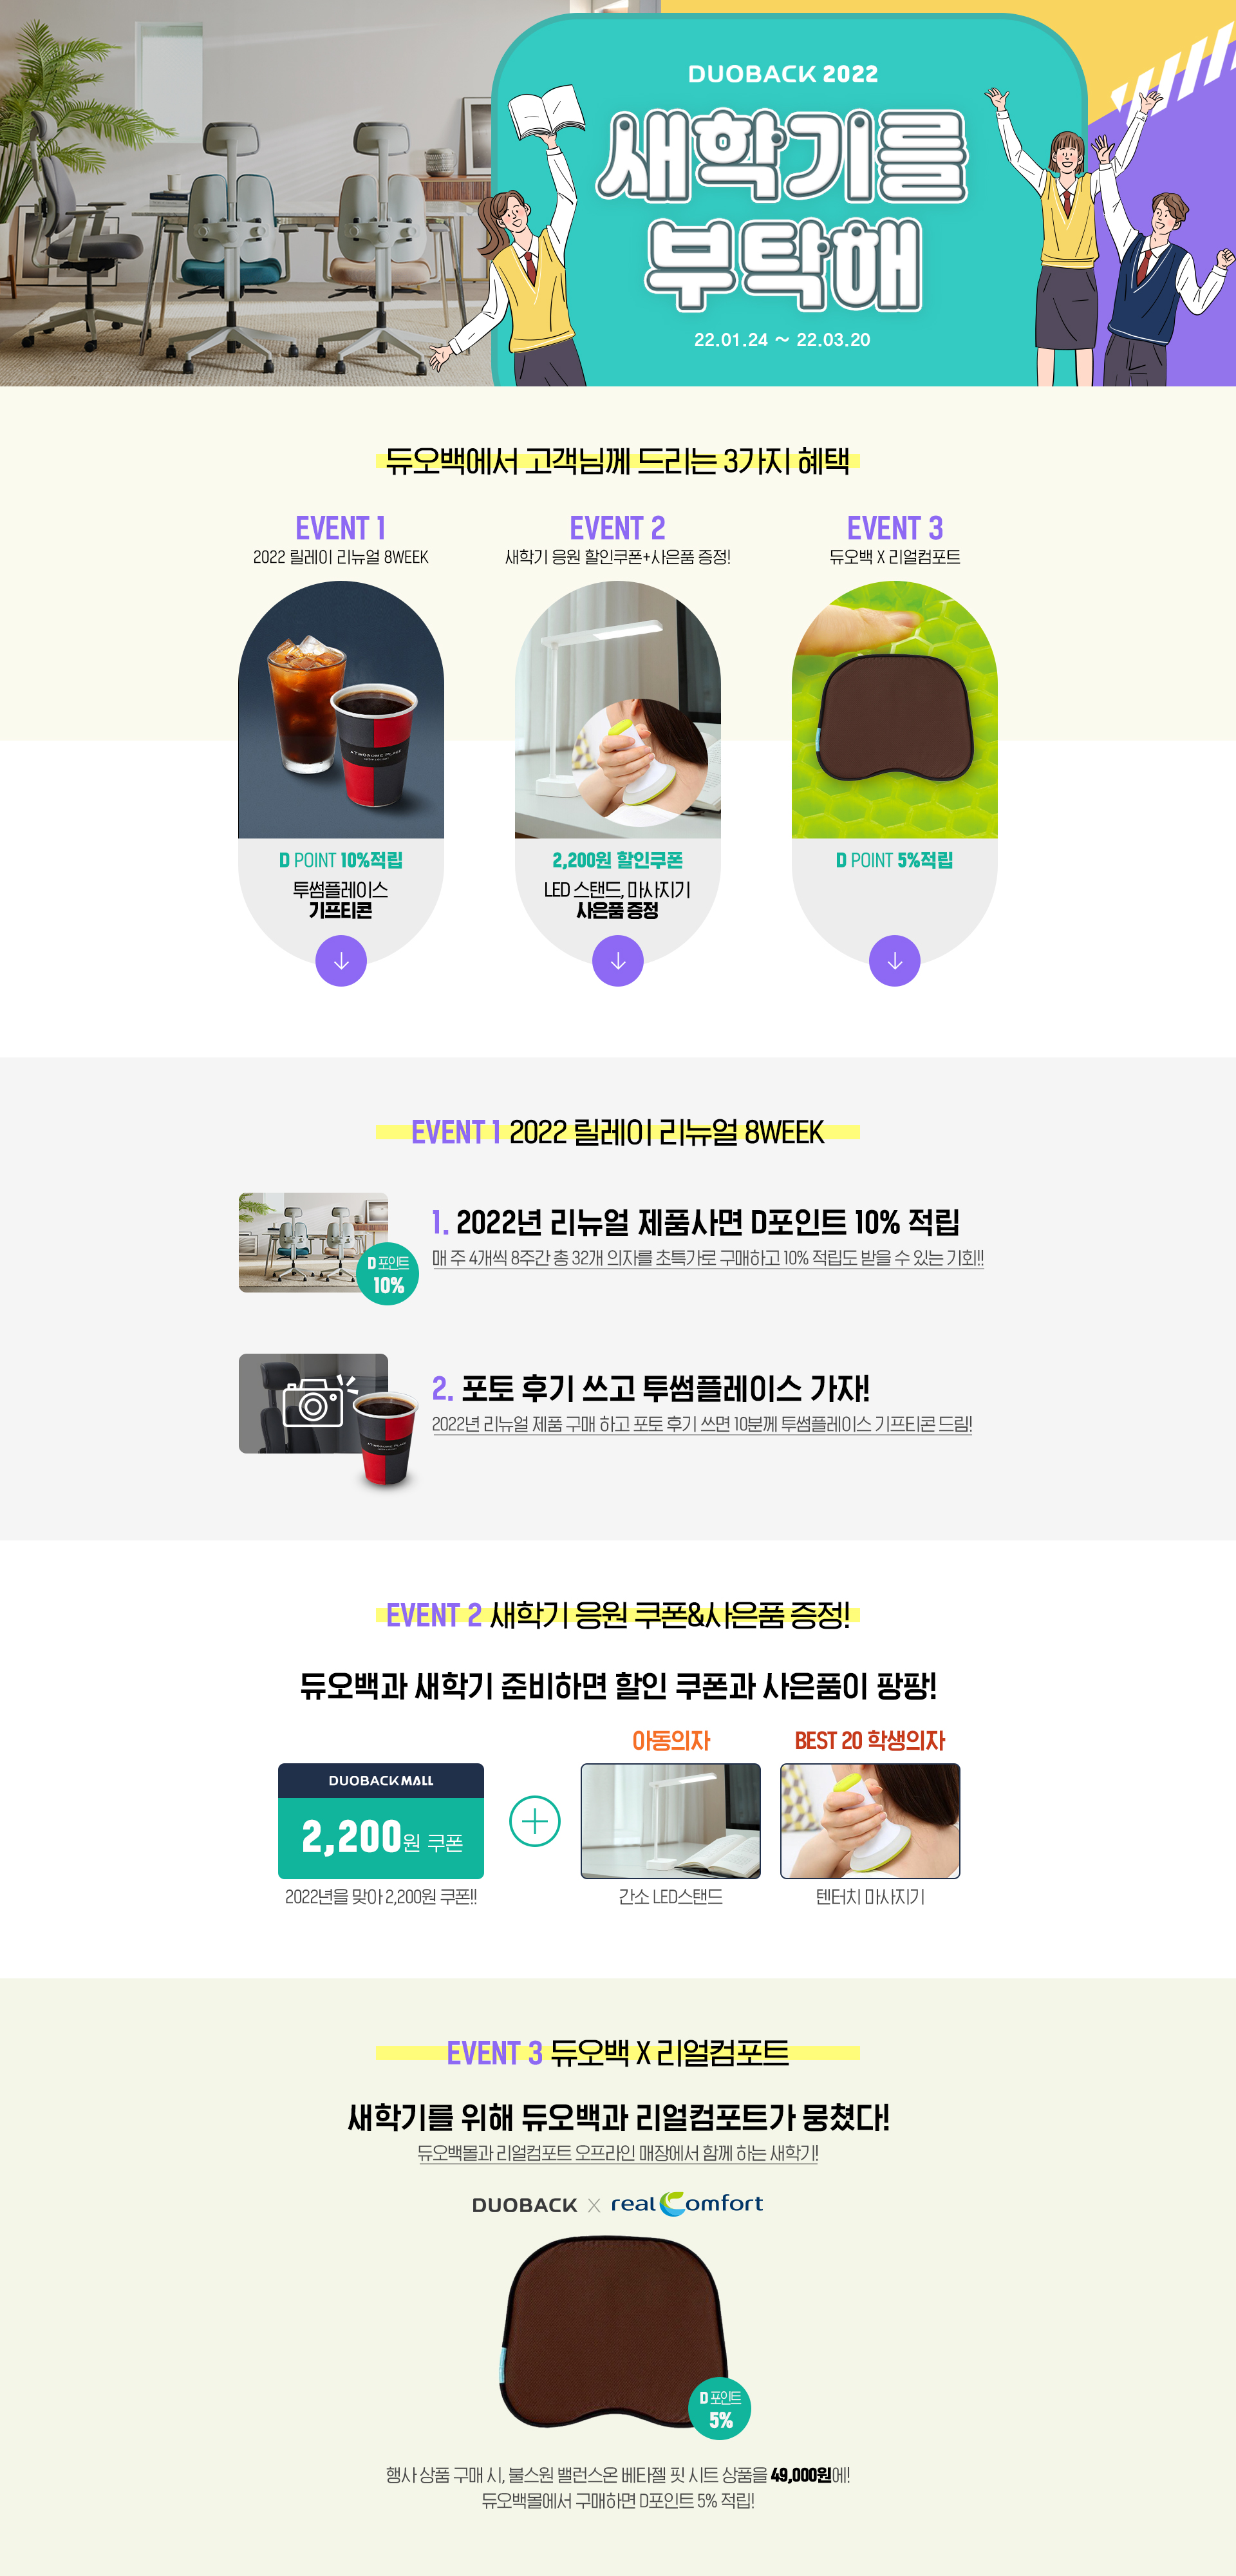 DUOBACK 2022
새학기를
부탁해
22.01.24 ~ 22.03.20
듀오백에서 고객님께 드리는 3가지 혜택
EVENT 1
2022 릴레이 리뉴얼 8WEEK
EVENT 2
새학기 응원 할인쿠폰+사은품 증정!
EVENT 3
듀오백 X 리얼컴포트
A TWOSOME PLACE
D POINT 10%적립
투썸플레이스
기프티콘
2,200원 할인쿠폰
LED 스탠드, 마사지기
사은품 증정
D POINT 5%적립
EVENT 1 2022 릴레이 리뉴얼 8WEEK
D 포인트
10%
1. 2022년 리뉴얼 제품사면 D포인트 10% 적립
매 주 4개씩 8주간 총 32개 의자를 초특가로 구매하고 10% 적립도 받을 수 있는 기회!!
A TWOSOME PLACE
2. 포토 후기 쓰고 투썸플레이스 가자!
2022년 리뉴얼 제품 구매 하고 포토 후기 쓰면 10분께 투썸플레이스 기프티콘 드림!
EVENT 2 새학기 응원 쿠폰&사은품 증정!
듀오백과 새학기 준비하면 할인 쿠폰과 사은품이 팡팡!
DUOBACKMALL
2,200원 쿠폰
2022년을 맞아 2,200원 쿠폰!!
아동의자
간소 LED스탠드
BEST 20 학생의자
텐터치 마사지기
EVENT 3 듀오백 X 리얼컴포트
새학기를 위해 듀오백과 리얼컴포트가 뭉쳤다!
듀오백몰과 리얼컴포트 오프라인 매장에서 함께 하는 새학기!
DUOBACK X real Comfort
D 포인트
5%
행사 상품 구매 시, 불스원 밸런스온 베타젤 핏 시트 상품을 49,000원에!
듀오백몰에서 구매하면 D포인트 5% 적립!